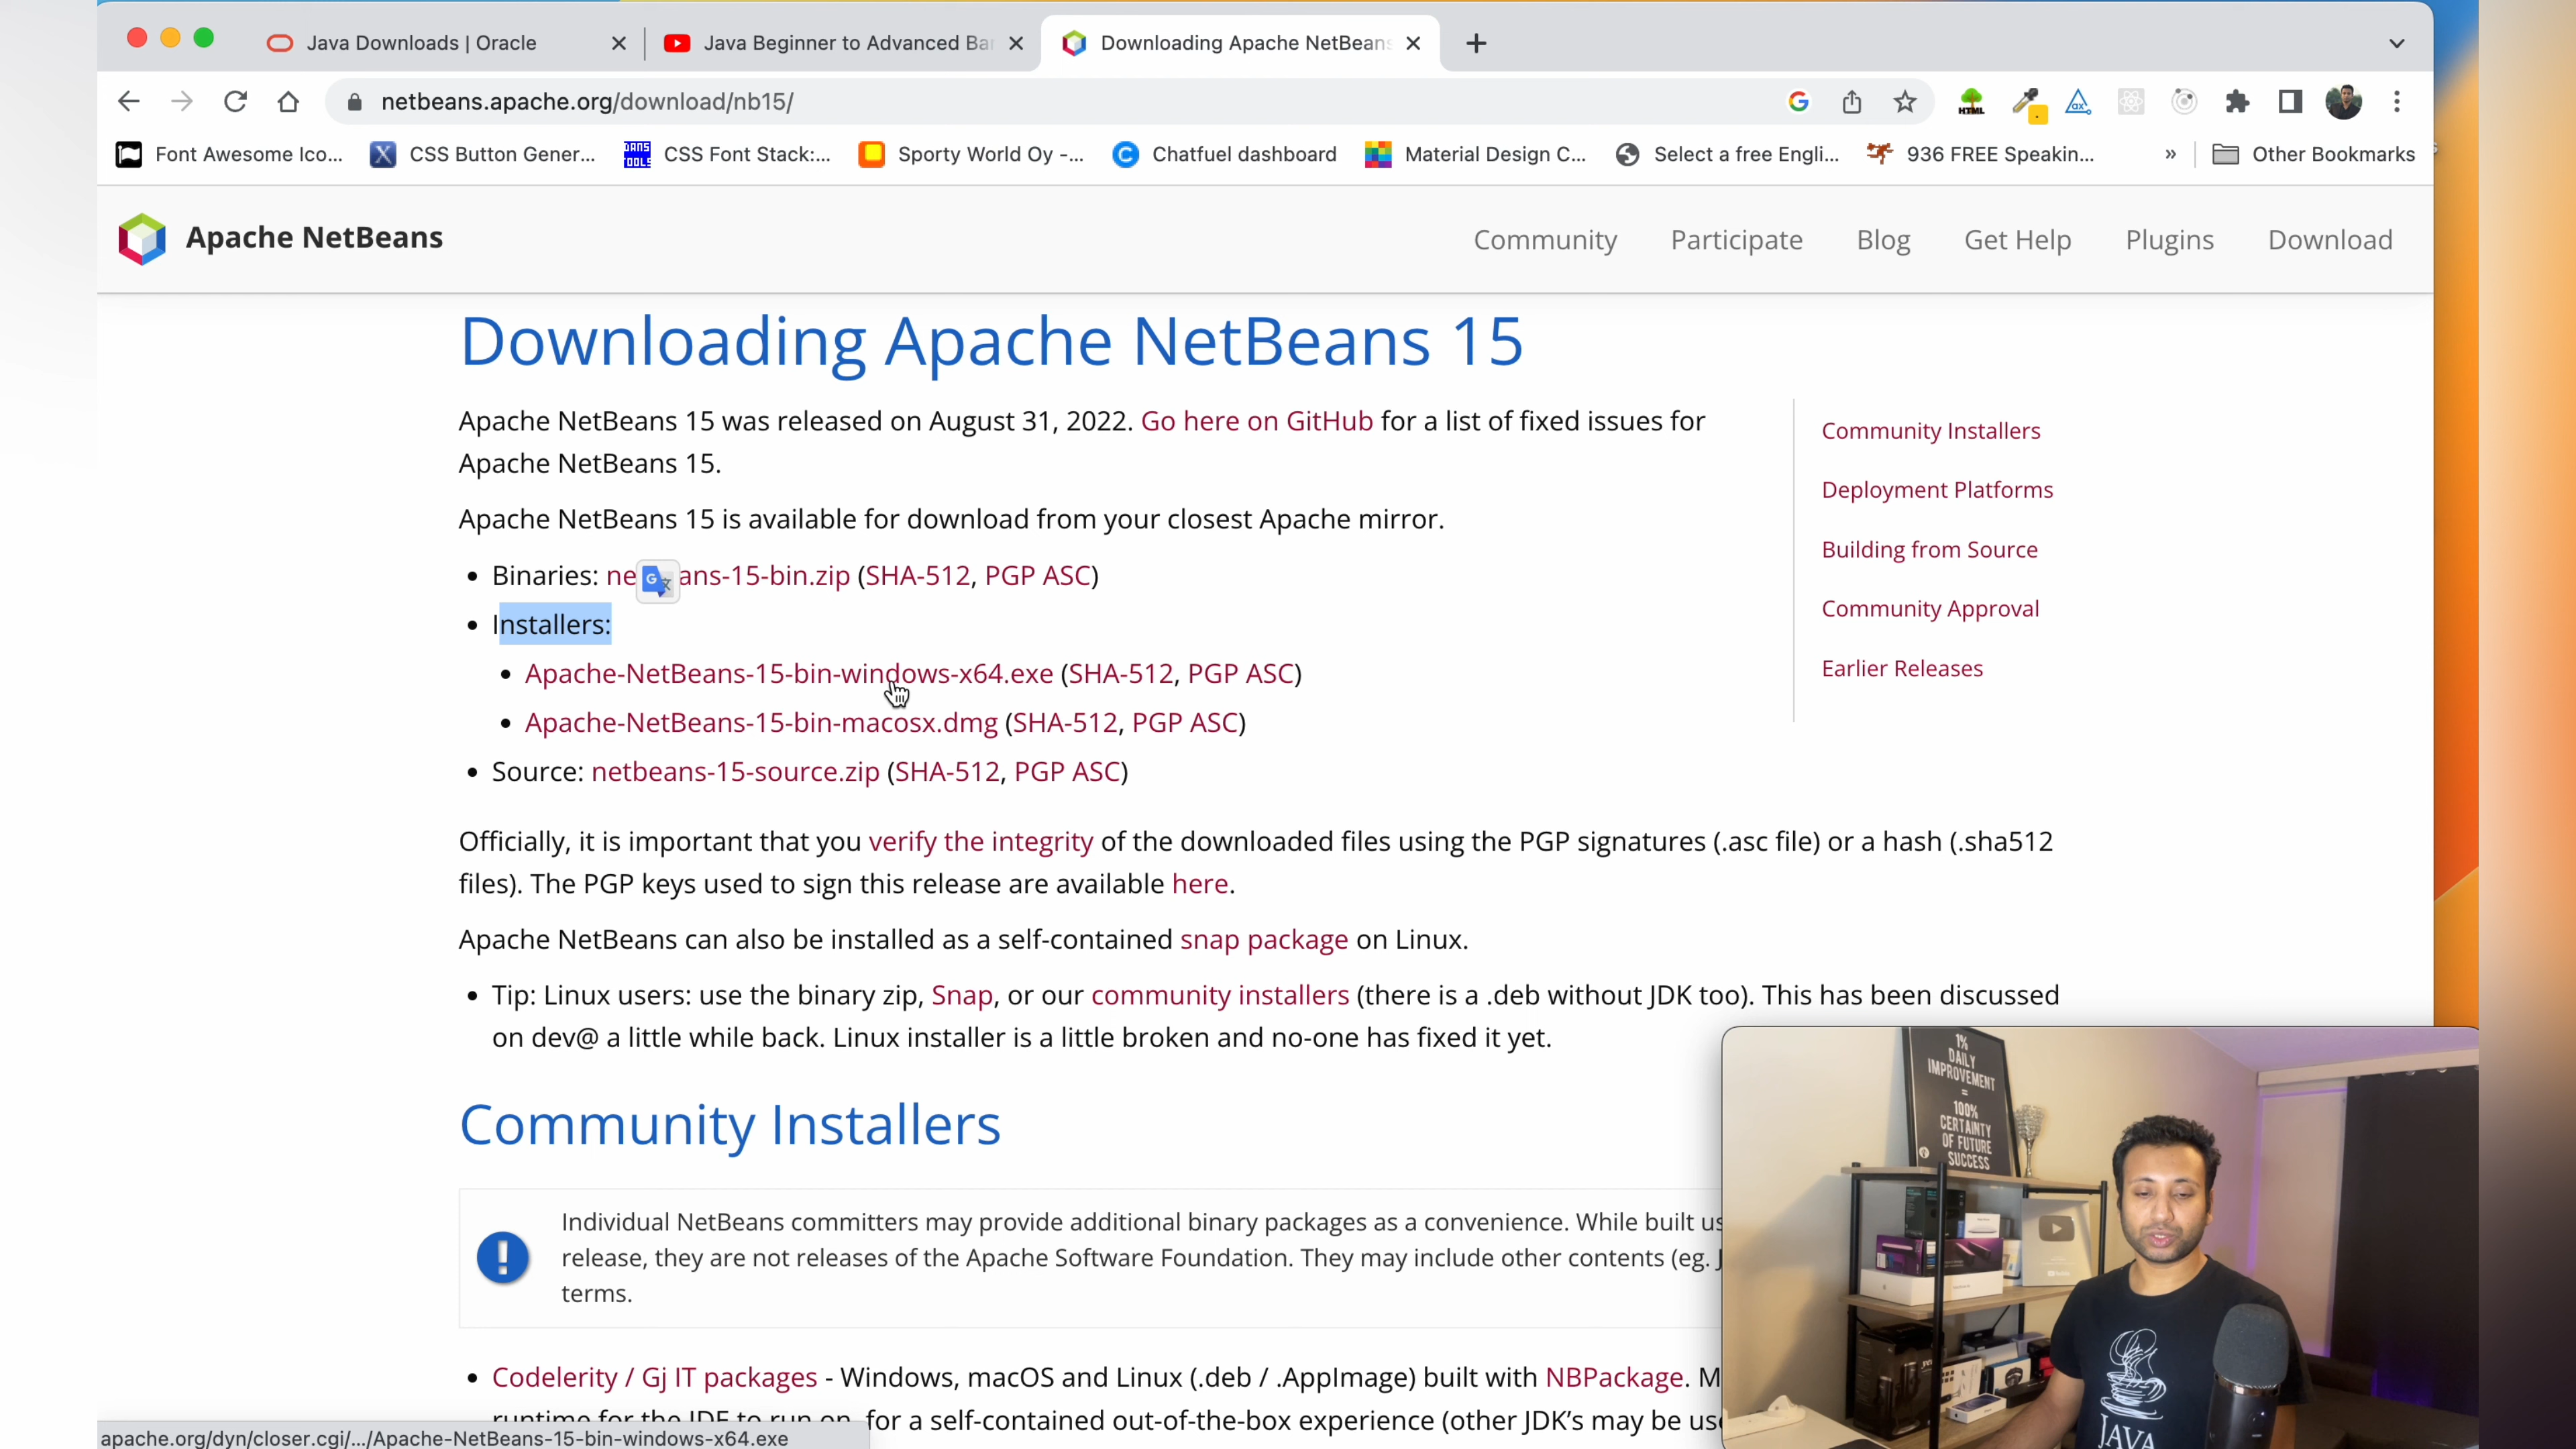 Java Downloads | Oracle
Java Beginner to Advanced Bar
Downloading Apache NetBeans
netbeans.apache.org/download/nb15/
Font Awesome Ico...
CSS Button Gener...
CSS Font Stack:...
Sporty World Oy -...
Chatfuel dashboard
Material Design C...
Select a free Engli...
936 FREE Speakin...
»
Other Bookmarks
Apache NetBeans
Community
Participate
Blog
Get Help
Plugins
Download
Downloading Apache NetBeans 15
Apache NetBeans 15 was released on August 31, 2022. Go here on GitHub for a list of fixed issues for
Apache NetBeans 15.
Apache NetBeans 15 is available for download from your closest Apache mirror.
• Binaries: ne ans-15-bin.zip (SHA-512, PGP ASC)
• Installers:
• Apache-NetBeans-15-bin-windows-x64.exe (SHA-512, PGP ASC)
• Apache-NetBeans-15-bin-macosx.dmg (SHA-512, PGP ASC)
• Source: netbeans-15-source.zip (SHA-512, PGP ASC)
Community Installers
Deployment Platforms
Building from Source
Community Approval
Earlier Releases
Officially, it is important that you verify the integrity of the downloaded files using the PGP signatures (.asc file) or a hash (.sha512
files). The PGP keys used to sign this release are available here.
Apache NetBeans can also be installed as a self-contained snap package on Linux.
• Tip: Linux users: use the binary zip, Snap, or our community installers (there is a .deb without JDK too). This has been discussed
on dev@ a little while back. Linux installer is a little broken and no-one has fixed it yet.
Community Installers
Individual NetBeans committers may provide additional binary packages as a convenience. While built us
release, they are not releases of the Apache Software Foundation. They may include other contents (eg. J
terms.
• Codelerity / Gj IT packages - Windows, macOS and Linux (.deb / .AppImage) built with NBPackage. M
runtime for the IDE to run on, for a self-contained out-of-the-box experience (other JDK's may be use
apache.org/dyn/closer.cgi/.../Apache-NetBeans-15-bin-windows-x64.exe
1%
DAILY
IMPROVEMENT
=
100%
CERTAINTY
OF FUTURE
SUCCESS
JAVA